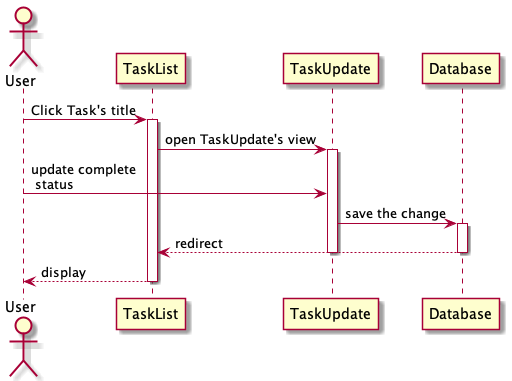 User
TaskList
TaskUpdate
Database
Click Task's title
open TaskUpdate's view
update complete
status
save the change
redirect
display
User
TaskList
TaskUpdate
Database